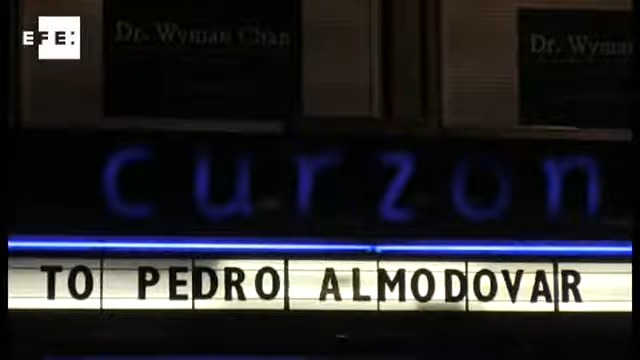 EFE:
Dr. Wyman Chan
Dr. Wyman
curzon
TO PEDRO ALMODOVAR